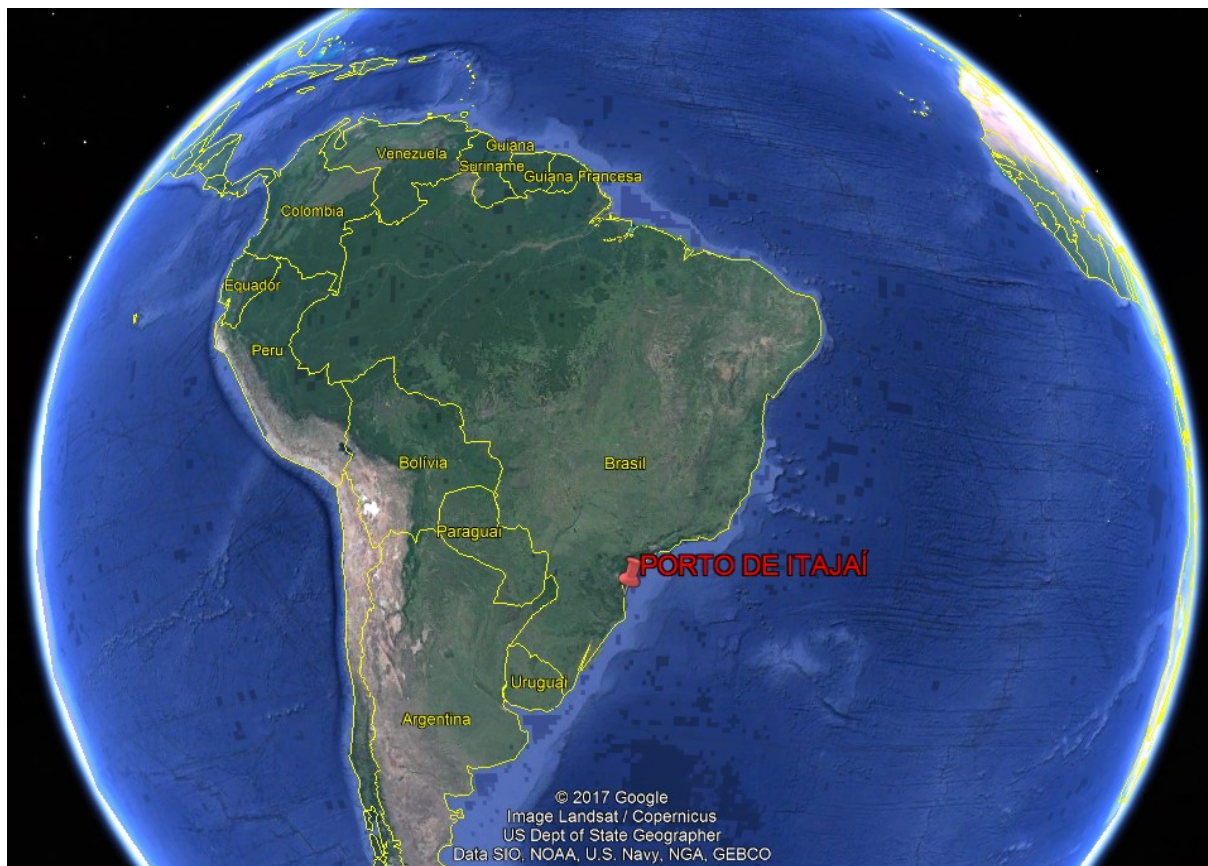 Venezuela
Guiana
Suriname
Guiana Francesa
Colombia
Equador
Peru
Bolívia
Brasil
Paraguai
PORTO DE ITAJAÍ
Uruguai
Argentina
© 2017 Google
Image Landsat / Copernicus
US Dept of State Geographer
Data SIO, NOAA, U.S. Navy, NGA, GEBCO